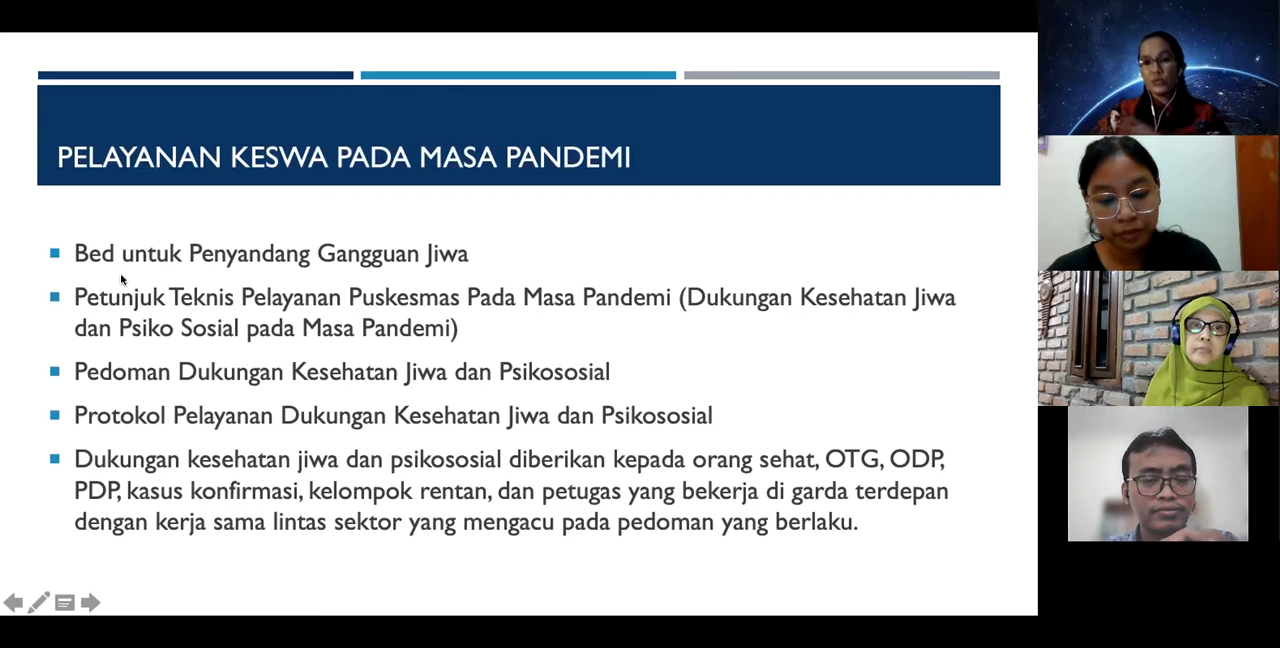 PELAYANAN KESWA PADA MASA PANDEMI
Bed untuk Penyandang Gangguan Jiwa
Petunjuk Teknis Pelayanan Puskesmas Pada Masa Pandemi (Dukungan Kesehatan Jiwa
dan Psiko Sosial pada Masa Pandemi)
Pedoman Dukungan Kesehatan Jiwa dan Psikososial
Protokol Pelayanan Dukungan Kesehatan Jiwa dan Psikososial
Dukungan kesehatan jiwa dan psikososial diberikan kepada orang sehat, OTG, ODP,
PDP, kasus konfirmasi, kelompok rentan, dan petugas yang bekerja di garda terdepan
dengan kerja sama lintas sektor yang mengacu pada pedoman yang berlaku.